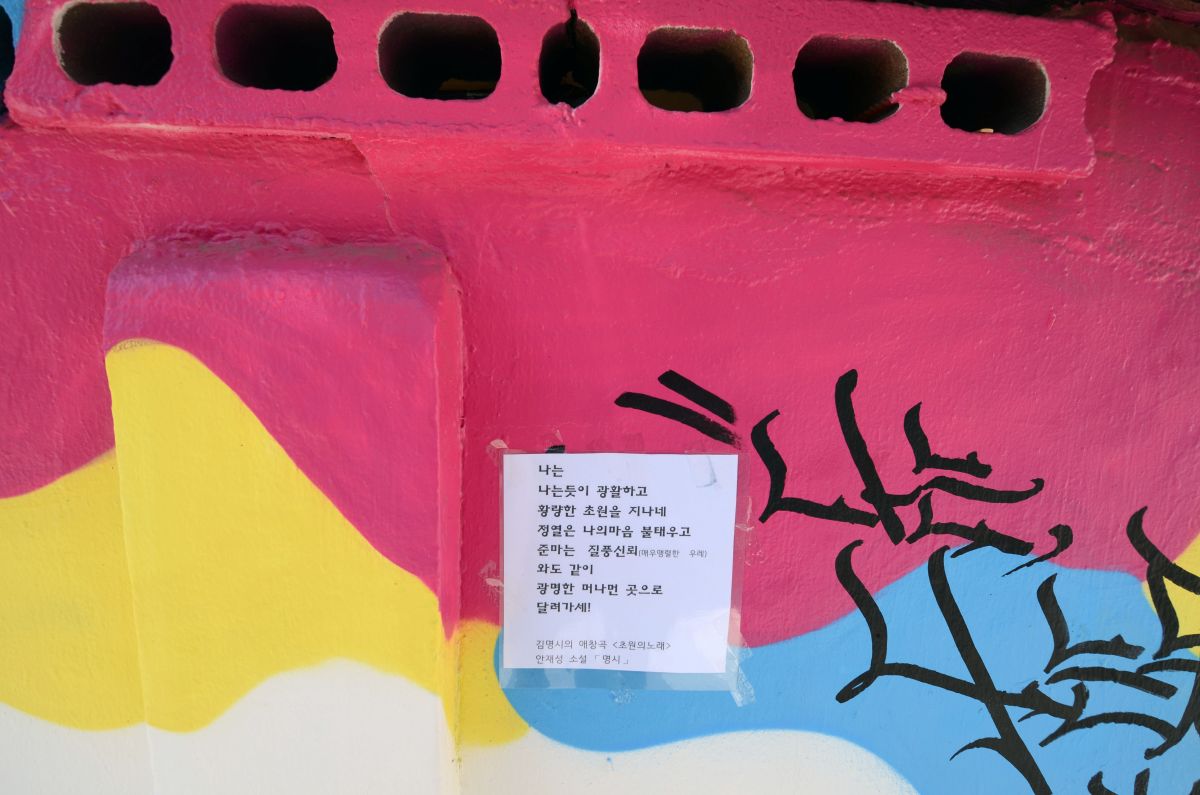 "나는
나는듯
나는
나는듯이 광활하고
황량한 초원을 지나네
정열은 나의마음 불태우고
준마는 질풍신뢰(매우맹렬한 우레)
와도 같이
광명한 머나먼 곳으로
달려가세!
김명시의 애창곡 <초원의노래>
안재성 소설 「명시」